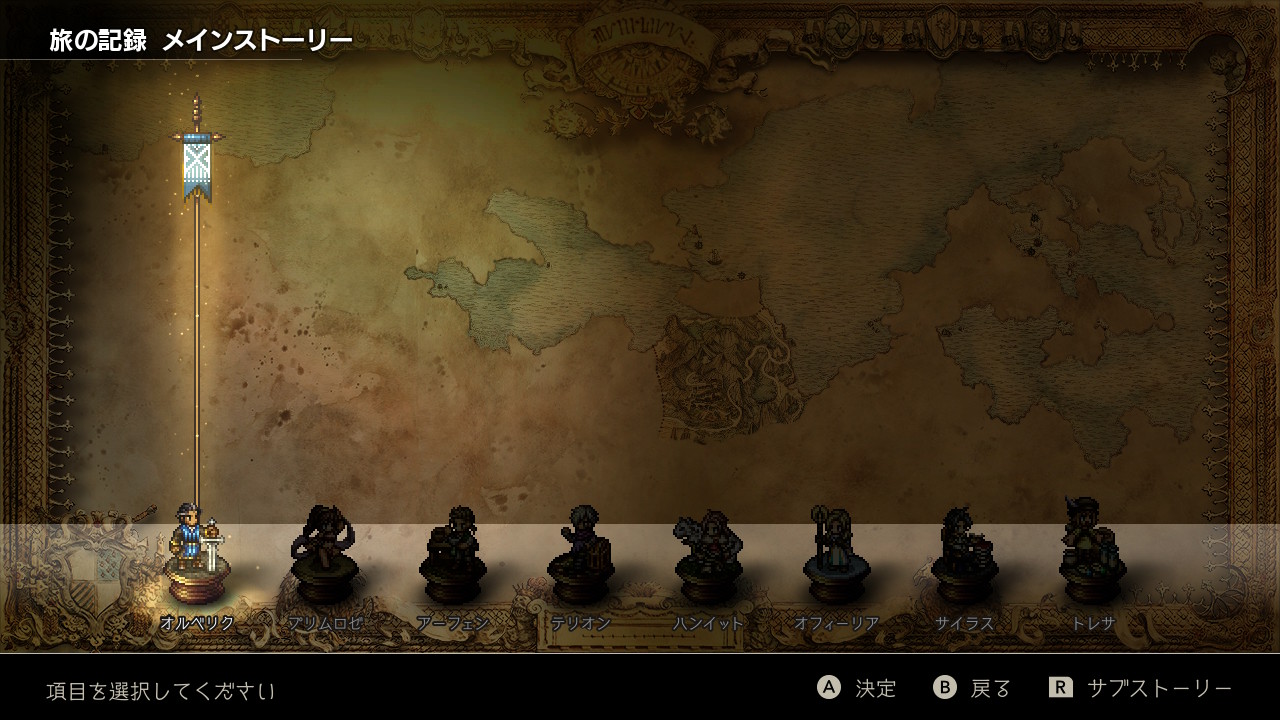 旅の記録 メインストーリー
オルベリク
プリムロゼ
アーフェン
テリオン
ハンイット
オフィーリア
サイラス
トレサ
項目を選択してください
A 決定 B 戻る R サブストーリー